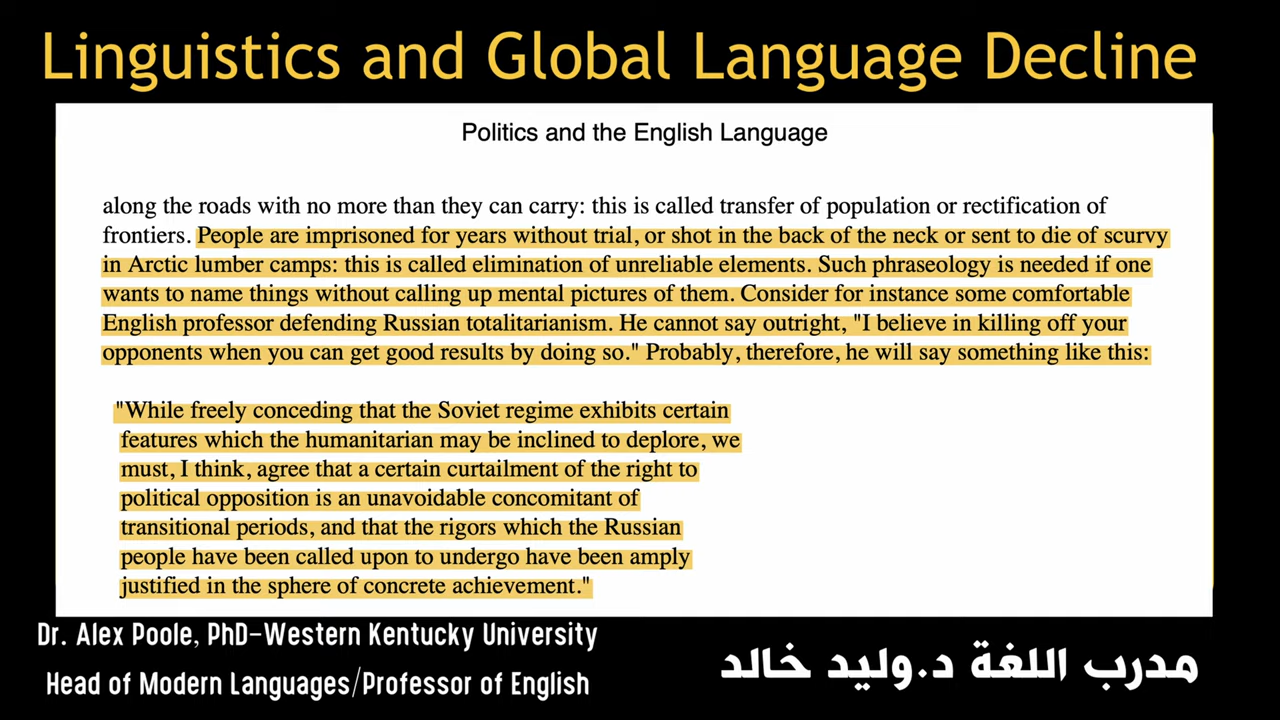 Linguistics and Global Language Decline
Politics and the English Language
along the roads with no more than they can carry: this is called transfer of population or rectification of
frontiers. People are imprisoned for years without trial, or shot in the back of the neck or sent to die of scurvy
in Arctic lumber camps: this is called elimination of unreliable elements. Such phraseology is needed if one
wants to name things without calling up mental pictures of them. Consider for instance some comfortable
English professor defending Russian totalitarianism. He cannot say outright, "I believe in killing off your
opponents when you can get good results by doing so." Probably, therefore, he will say something like this:
"While freely conceding that the Soviet regime exhibits certain
features which the humanitarian may be inclined to deplore, we
must, I think, agree that a certain curtailment of the right to
political opposition is an unavoidable concomitant of
transitional periods, and that the rigors which the Russian
people have been called upon to undergo have been amply
justified in the sphere of concrete achievement."
Dr. Alex Poole, PhD-Western Kentucky University
Head of Modern Languages/Professor of English
مدرب اللغة د.وليد خالد